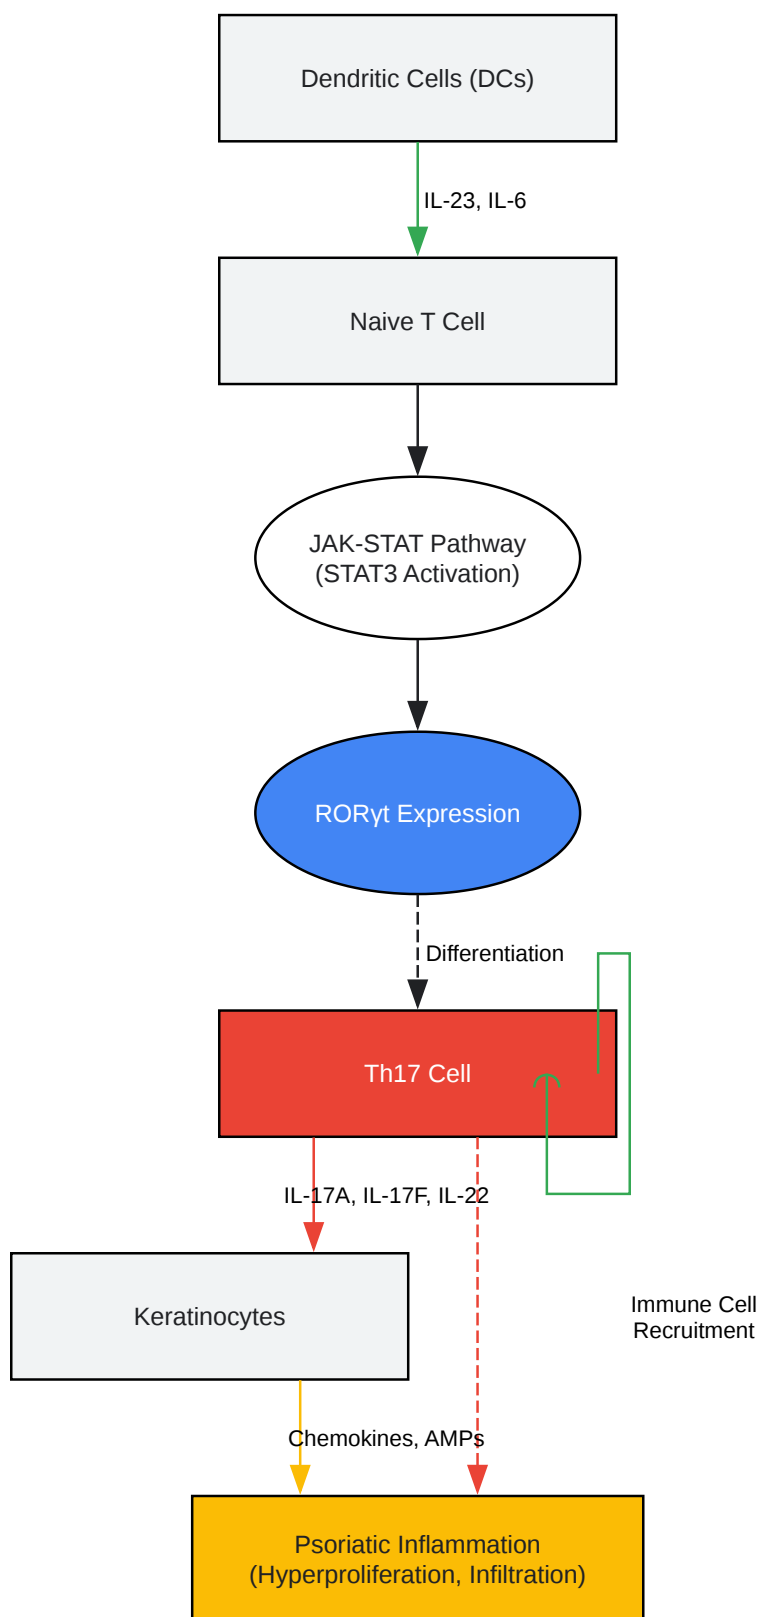 Dendritic Cells (DCs)
IL-23, IL-6
Naive T Cell
JAK-STAT Pathway
(STAT3 Activation)
RORγt Expression
Differentiation
Th17 Cell
IL-17A, IL-17F, IL-22
Keratinocytes
Immune Cell
Recruitment
Chemokines, AMPs
Psoriatic Inflammation
(Hyperproliferation, Infiltration)